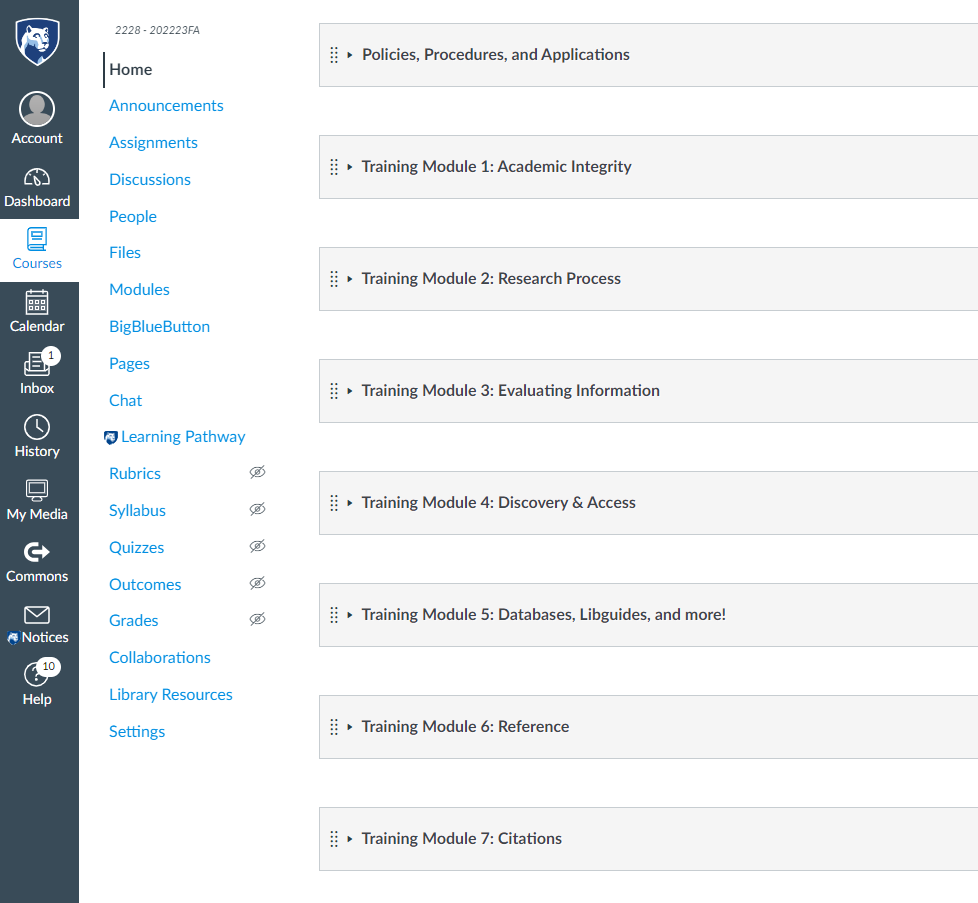 Account
Dashboard
Courses
Calendar
1
Inbox
History
My Media
Commons
Notices
10
Help
2228 - 202223FA
Home
Announcements
Assignments
Discussions
People
Files
Modules
BigBlueButton
Pages
Chat
Learning Pathway
Rubrics
Syllabus
Quizzes
Outcomes
Grades
Collaborations
Library Resources
Settings
Policies, Procedures, and Applications
Training Module 1: Academic Integrity
Training Module 2: Research Process
Training Module 3: Evaluating Information
Training Module 4: Discovery & Access
Training Module 5: Databases, Libguides, and more!
Training Module 6: Reference
Training Module 7: Citations